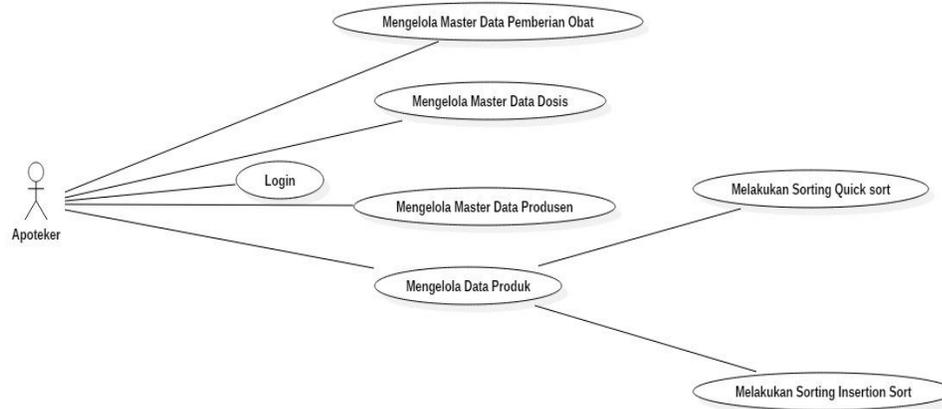 Mengelola Master Data Pemberian Obat
Mengelola Master Data Dosis
Login
Melakukan Sorting Quick sort
Mengelola Master Data Produsen
Apoteker
Mengelola Data Produk
Melakukan Sorting Insertion Sort